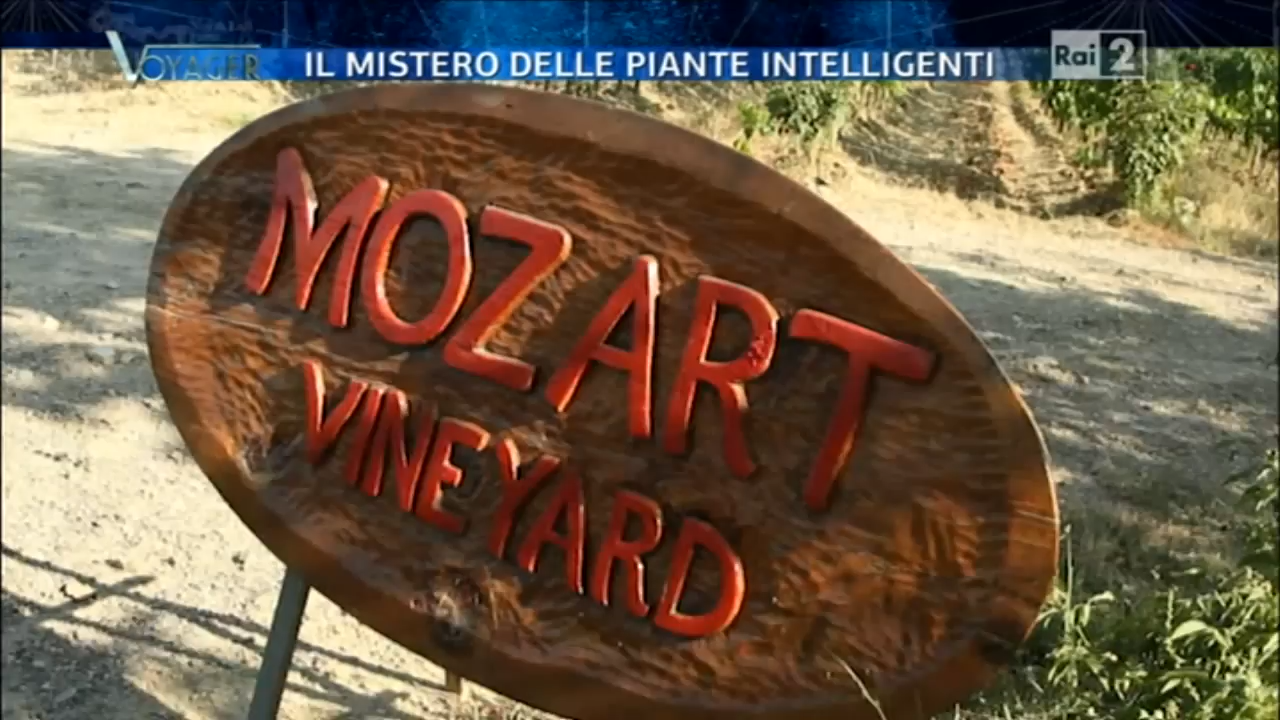 VOYAGER
IL MISTERO DELLE PIANTE INTELLIGENTI
Rai 2
MOZART
VINEYARD